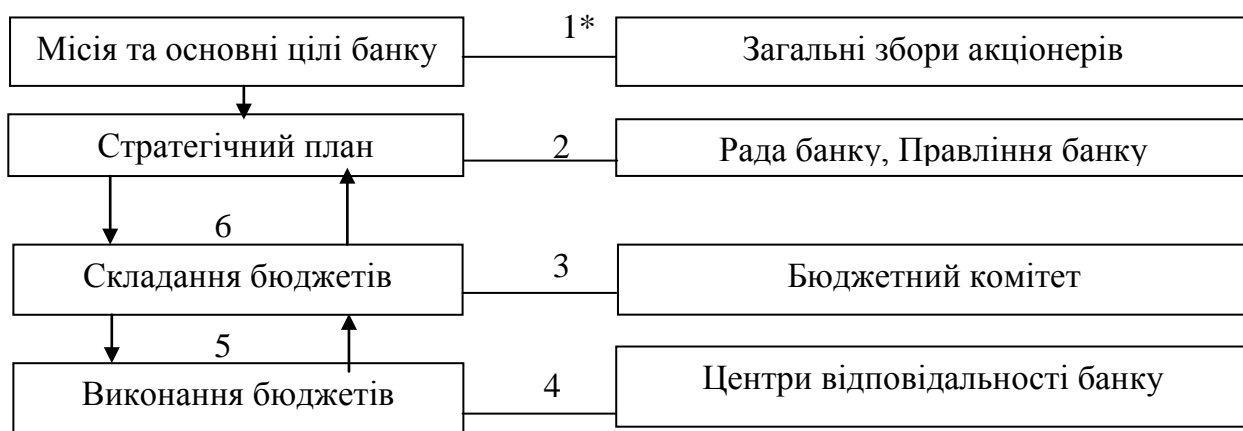 Місія та основні цілі банку
1*
Загальні збори акціонерів
Стратегічний план
2
Рада банку, Правління банку
6
Складання бюджетів
3
Бюджетний комітет
5
Виконання бюджетів
4
Центри відповідальності банку